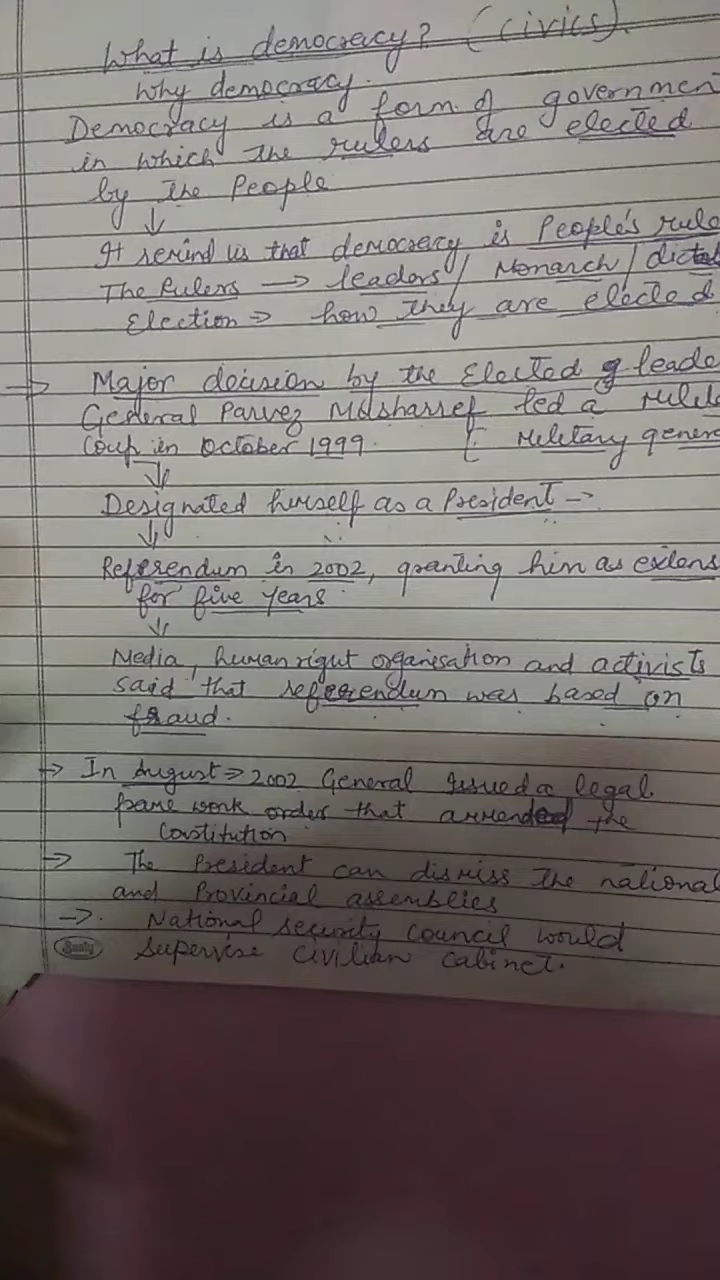 What is democracy? (civics)
Why democracy.
Democracy is a form of governmen
in which the rulers are elected
by the People
↓
It remind us that democracy is People's rule
The Rulers → leaders / Monarch / dictat
Election ⇒ how they are elected
→ Major decision by the Elected leade
General Parvez Musharref led a
Coup in October 1999. [ Military gener
Designated himself as a President →
Referendum in 2002, granting him as extens
for five years
Media, human right organisation and activists
said that referendum was based on
fraud.
→ In August ⇒ 2002 General Issued a legal
frame work order that ammended the
Constitution
→ The President can dismiss the national
and Provincial assemblies
→ National security Council would
supervise civilian cabinet.